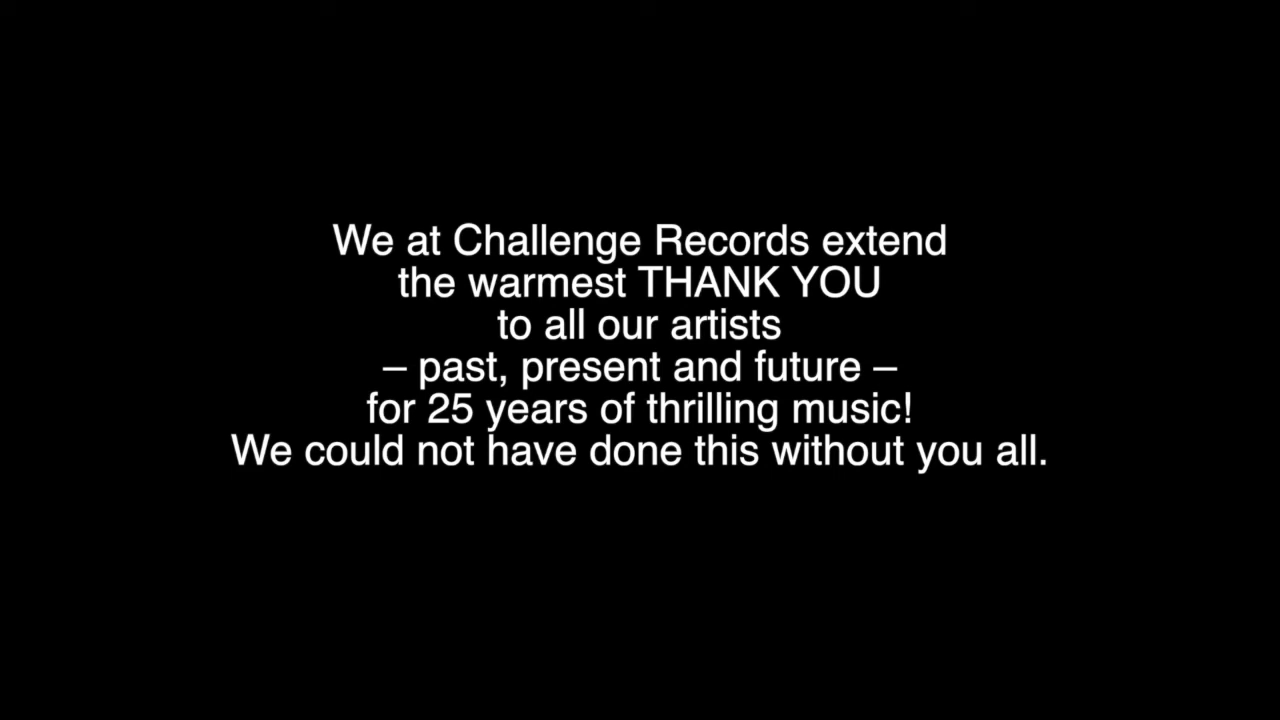 We at Challenge Records extend
the warmest THANK YOU
to all our artists
– past, present and future –
for 25 years of thrilling music!
We could not have done this without you all.